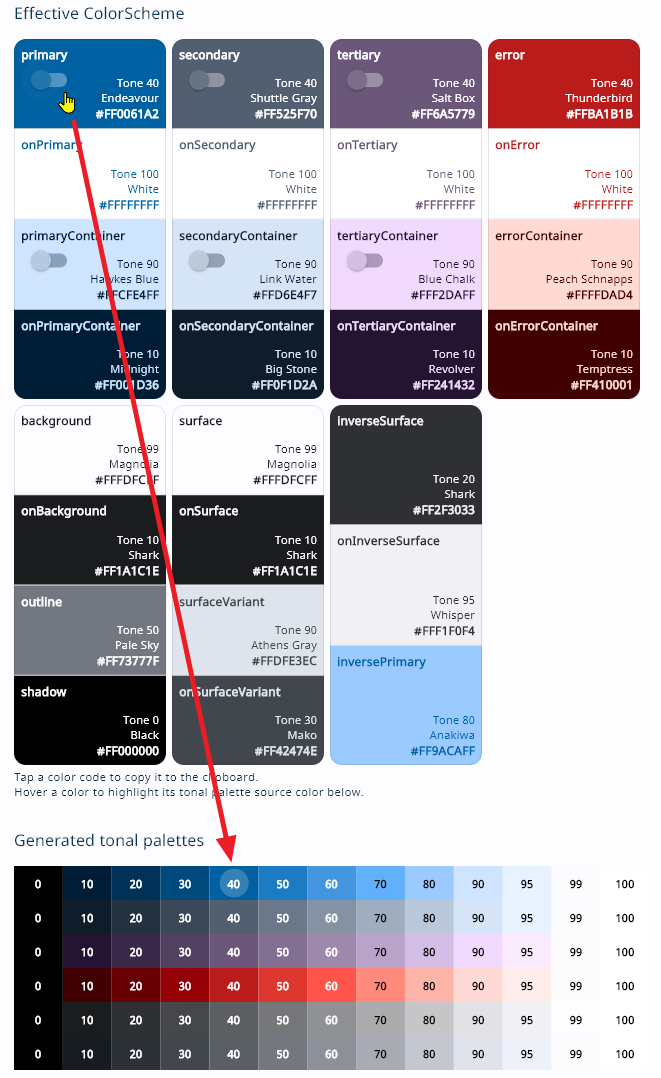 Effective ColorScheme
primary
Tone 40
Endeavour
#FF0061A2
onPrimary
Tone 100
White
#FFFFFFFF
primaryContainer
Tone 90
Hawkes Blue
#FFCFE4FF
onPrimaryContainer
Tone 10
Midnight
#FF001D36
secondary
Tone 40
Shuttle Gray
#FF525F70
onSecondary
Tone 100
White
#FFFFFFFF
secondaryContainer
Tone 90
Link Water
#FFD6E4F7
onSecondaryContainer
Tone 10
Big Stone
#FF0F1D2A
tertiary
Tone 40
Salt Box
#FF6A5779
onTertiary
Tone 100
White
#FFFFFFFF
tertiaryContainer
Tone 90
Blue Chalk
#FFF2DAFF
onTertiaryContainer
Tone 10
Revolver
#FF241432
error
Tone 40
Thunderbird
#FFBA1B1B
onError
Tone 100
White
#FFFFFFFF
errorContainer
Tone 90
Peach Schnapps
#FFFFDAD4
onErrorContainer
Tone 10
Temptress
#FF410001
background
Tone 99
Magnolia
#FFFDFCFF
onBackground
Tone 10
Shark
#FF1A1C1E
outline
Tone 50
Pale Sky
#FF73777F
shadow
Tone 0
Black
#FF000000
surface
Tone 99
Magnolia
#FFFDFCFF
onSurface
Tone 10
Shark
#FF1A1C1E
surfaceVariant
Tone 90
Athens Gray
#FFDFE3EC
onSurfaceVariant
Tone 30
Mako
#FF42474E
inverseSurface
Tone 20
Shark
#FF2F3033
onInverseSurface
Tone 95
Whisper
#FFF1F0F4
inversePrimary
Tone 80
Anakiwa
#FF9ACAFF
Tap a color code to copy it to the clipboard.
Hover a color to highlight its tonal palette source color below.
Generated tonal palettes
0 10 20 30 40 50 60 70 80 90 95 99 100
0 10 20 30 40 50 60 70 80 90 95 99 100
0 10 20 30 40 50 60 70 80 90 95 99 100
0 10 20 30 40 50 60 70 80 90 95 99 100
0 10 20 30 40 50 60 70 80 90 95 99 100
0 10 20 30 40 50 60 70 80 90 95 99 100